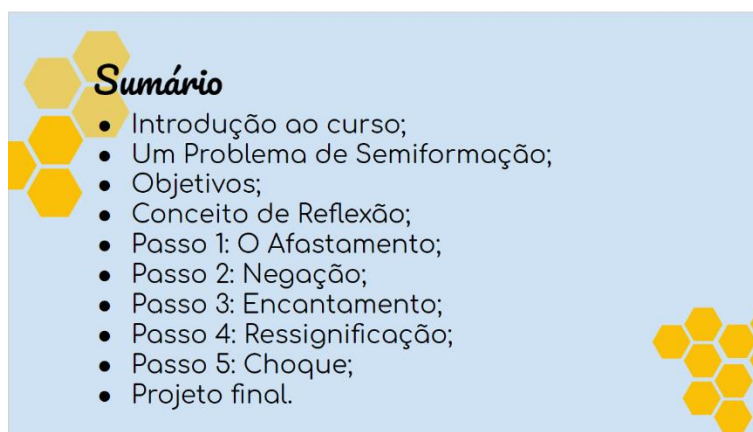 Sumário
● Introdução ao curso;
● Um Problema de Semiformação;
● Objetivos;
● Conceito de Reflexão;
● Passo 1: O Afastamento;
● Passo 2: Negação;
● Passo 3: Encantamento;
● Passo 4: Ressignificação;
● Passo 5: Choque;
● Projeto final.